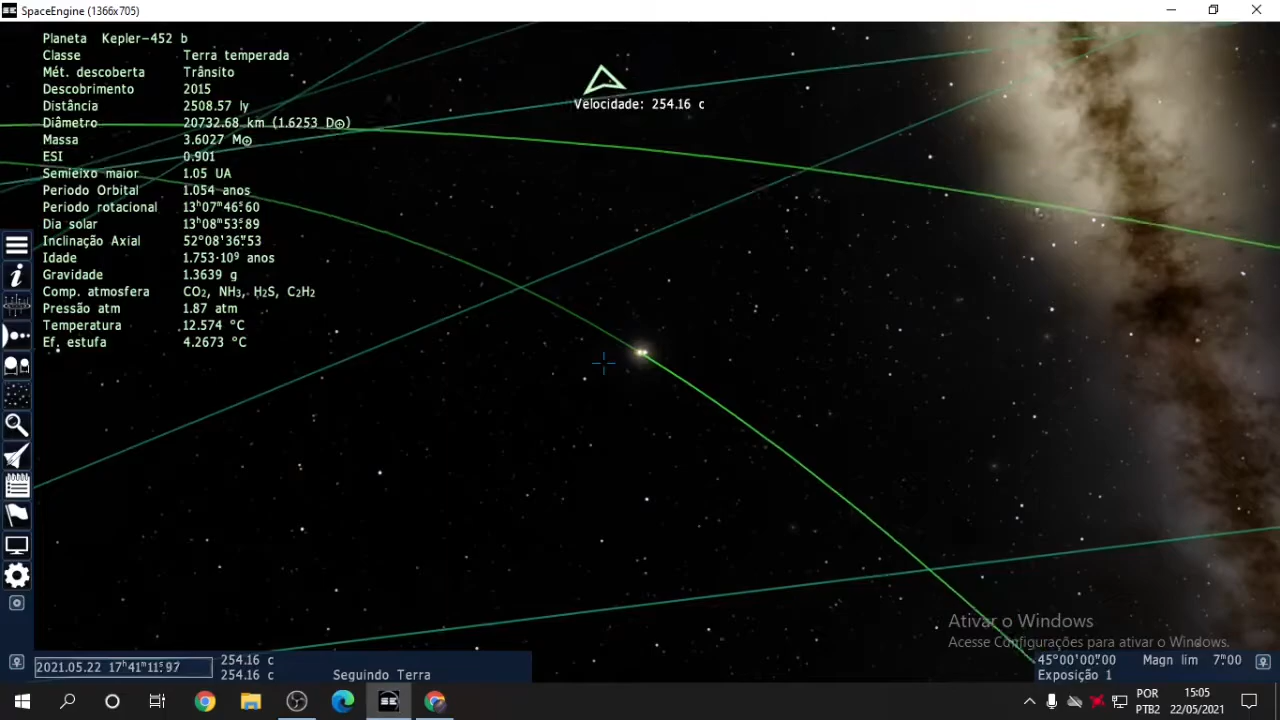 SpaceEngine (1366x705)
Planeta Kepler-452 b
Classe Terra temperada
Mét. descoberta Trânsito
Descobrimento 2015
Distância 2508.57 ly
Diâmetro 20732.68 km (1.6253 D⊕)
Massa 3.6027 M⊕
ESI 0.901
Semieixo maior 1.05 UA
Periodo Orbital 1.054 anos
Periodo rotacional 13ʰ07ᵐ46ˢ.60
Dia solar 13ʰ08ᵐ53ˢ.89
Inclinação Axial 52°08'36".53
Idade 1.753·10⁹ anos
Gravidade 1.3639 g
Comp. atmosfera CO₂, NH₃, H₂S, C₂H₂
Pressão atm 1.87 atm
Temperatura 12.574 °C
Ef. estufa 4.2673 °C
Velocidade: 254.16 c
Ativar o Windows
Acesse Configurações para ativar o Windows.
2021.05.22 17ʰ41ᵐ11ˢ.97
254.16 c
254.16 c
Seguindo Terra
45°00'00".00 Magn lim 7ᵐ.00
Exposição 1
SE
POR
PTB2
15:05
22/05/2021